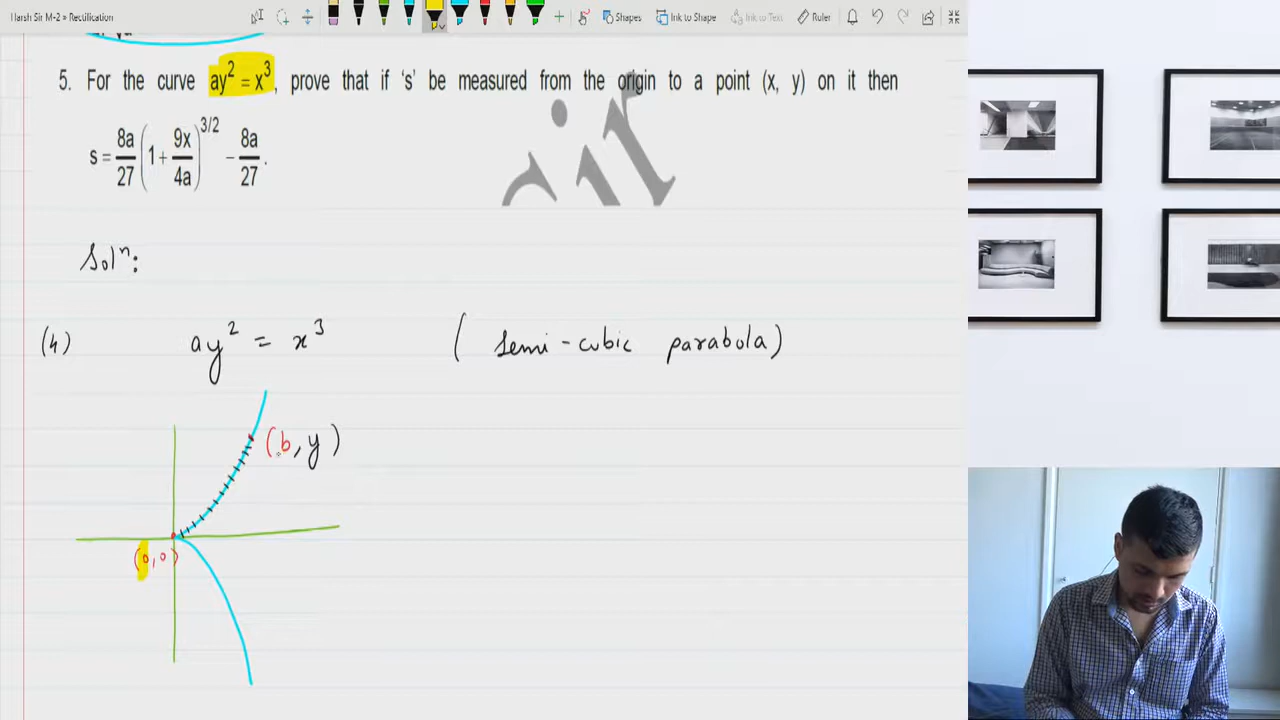 Harsh Sir M-2 » Rectification
Shapes
Ink to Shape
Ink to Text
Ruler
5. For the curve ay² = x³, prove that if ‘s’ be measured from the origin to a point (x, y) on it then
s = 8a/27 (1 + 9x/4a)^3/2 − 8a/27.
Solⁿ:
(4) ay² = x³ ( semi-cubic parabola)
(b, y)
(0, 0)